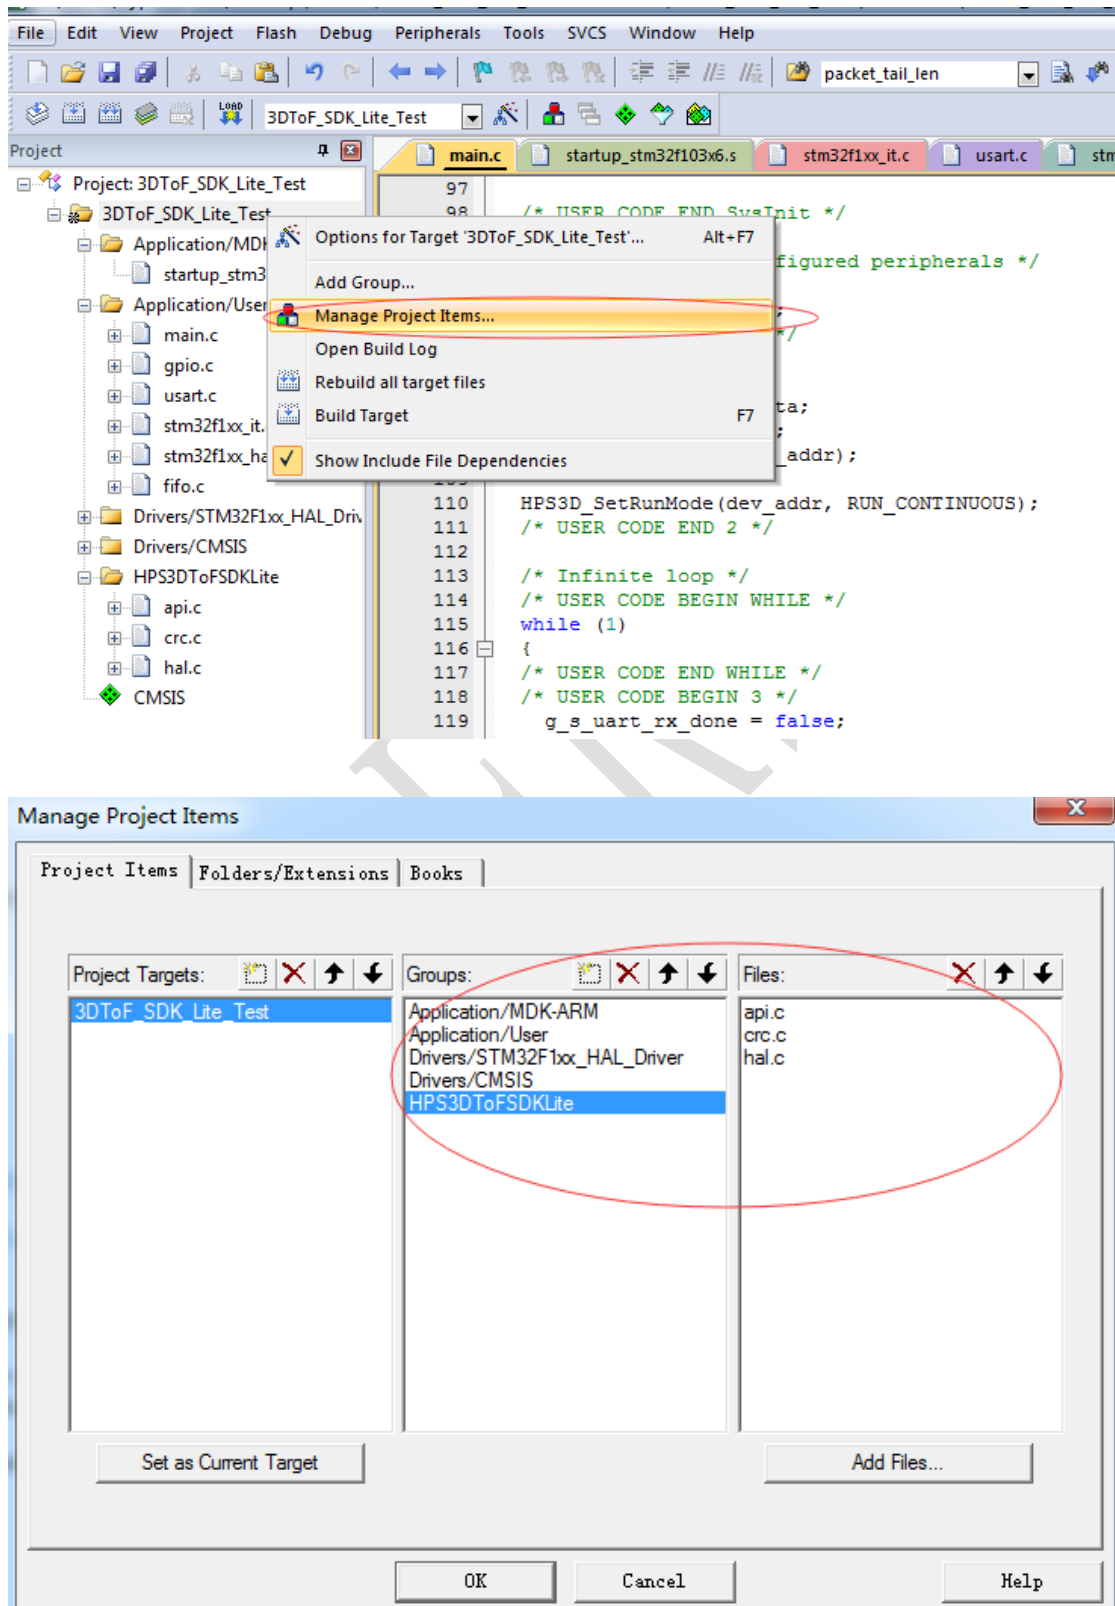 File Edit View Project Flash Debug Peripherals Tools SVCS Window Help
packet_tail_len
LOAD 3DToF_SDK_Lite_Test
Project main.c startup_stm32f103x6.s stm32f1xx_it.c usart.c stm
Project: 3DToF_SDK_Lite_Test
3DToF_SDK_Lite_Test
Application/MD
startup_stm3
Application/User
main.c
gpio.c
usart.c
stm32f1xx_it.
stm32f1xx_ha
fifo.c
Drivers/STM32F1xx_HAL_Driv
Drivers/CMSIS
HPS3DToFSDKLite
api.c
crc.c
hal.c
CMSIS
Options for Target '3DToF_SDK_Lite_Test'... Alt+F7
Add Group...
Manage Project Items...
Open Build Log
Rebuild all target files
Build Target F7
Show Include File Dependencies
97
98 /* USER CODE END SysInit */
figured peripherals */
;
*/
ta;
;
_addr);
109
110 HPS3D_SetRunMode(dev_addr, RUN_CONTINUOUS);
111 /* USER CODE END 2 */
112
113 /* Infinite loop */
114 /* USER CODE BEGIN WHILE */
115 while (1)
116 {
117 /* USER CODE END WHILE */
118 /* USER CODE BEGIN 3 */
119 g_s_uart_rx_done = false;
Manage Project Items
Project Items Folders/Extensions Books
Project Targets: Groups: Files:
3DToF_SDK_Lite_Test
Application/MDK-ARM
Application/User
Drivers/STM32F1xx_HAL_Driver
Drivers/CMSIS
HPS3DToFSDKLite
api.c
crc.c
hal.c
Set as Current Target Add Files...
OK Cancel Help